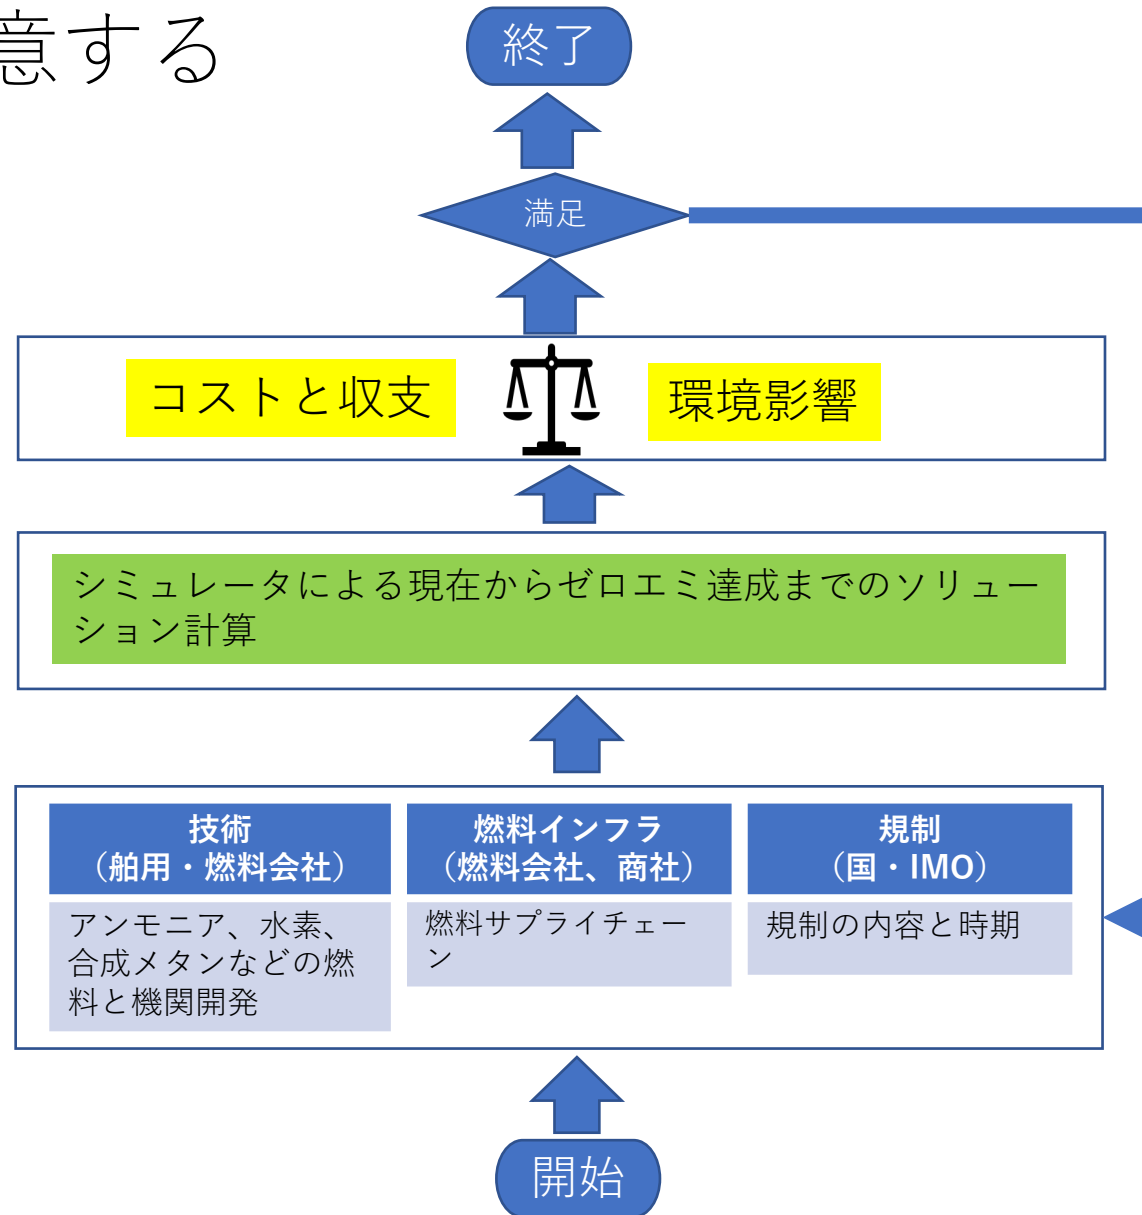 意する
終了
満足
コストと収支
環境影響
シミュレータによる現在からゼロエミ達成までのソリュー
ション計算
技術
（舶用・燃料会社）
燃料インフラ
（燃料会社、商社）
規制
（国・IMO）
アンモニア、水素、
合成メタンなどの燃
料と機関開発
燃料サプライチェー
ン
規制の内容と時期
開始